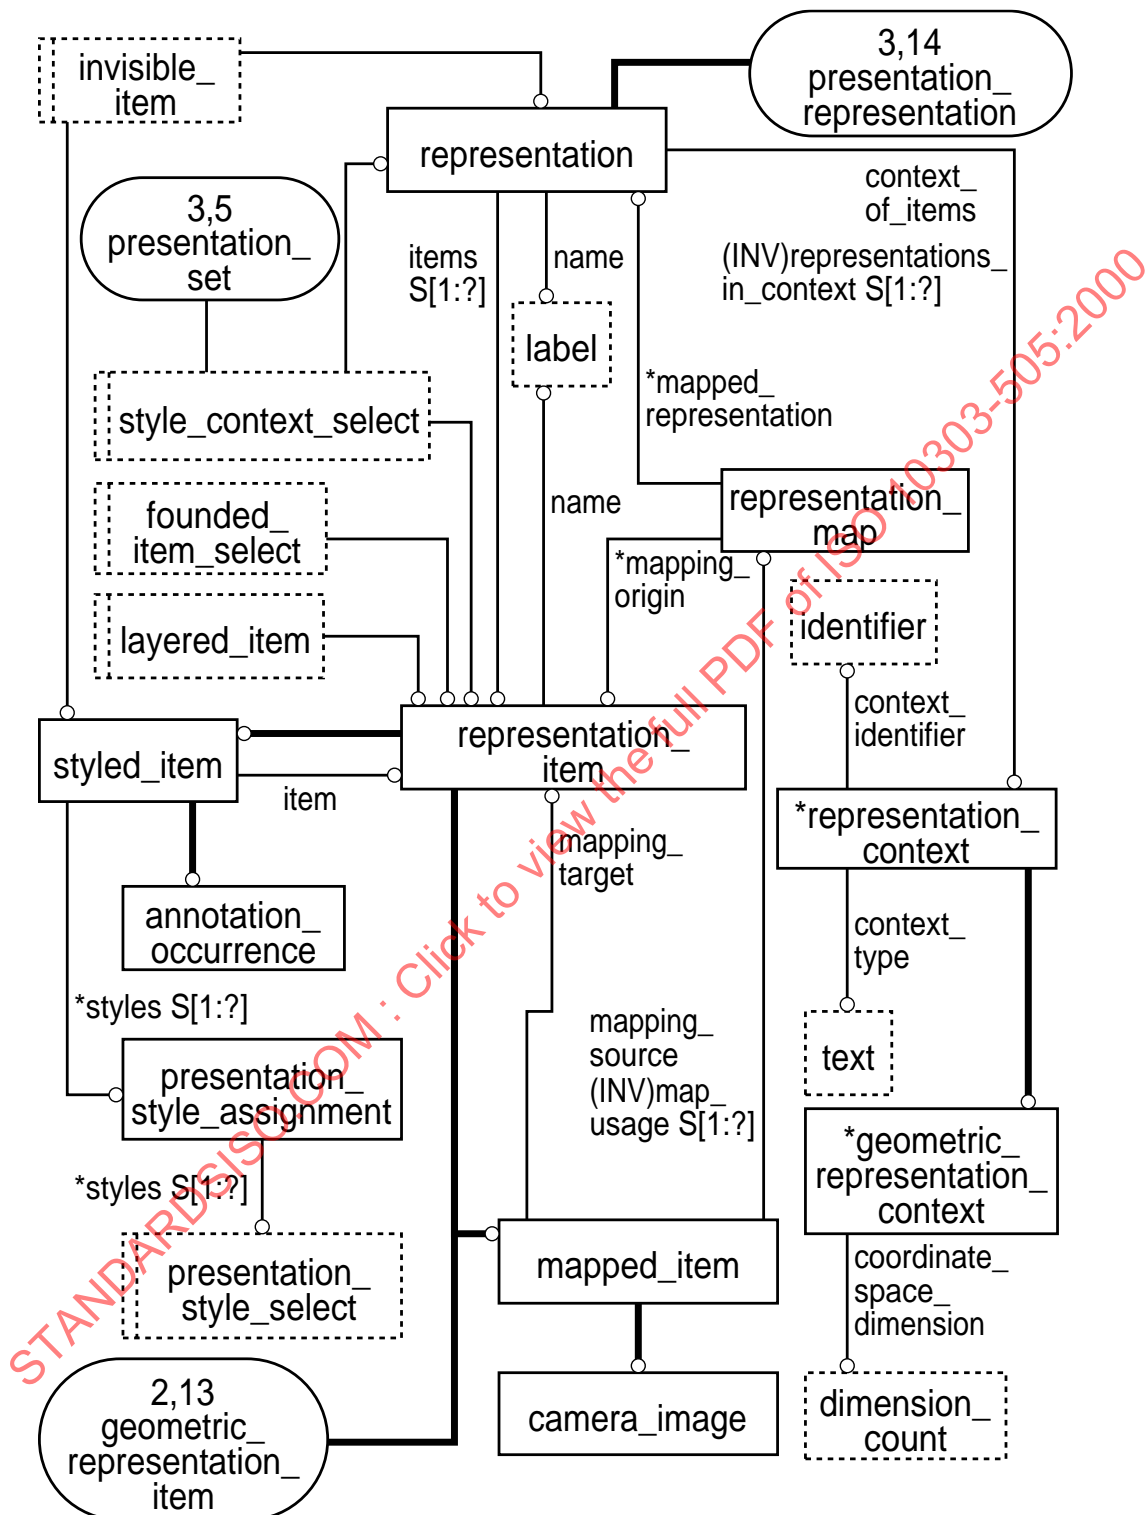 invisible_
item
3,14
presentation_
representation
representation
context_
of_items
3,5
presentation_
set
items
S[1:?]
name
(INV)representations_
in_context S[1:?]
label
*mapped_
representation
style_context_select
representation_
map
name
founded_
item_select
*mapping_
origin
identifier
layered_item
context_
identifier
representation_
item
styled_item
item
*representation_
context
mapping_
target
annotation_
occurrence
context_
type
*styles S[1:?]
mapping_
source
(INV)map_
usage S[1:?]
text
presentation_
style_assignment
*geometric_
representation_
context
*styles S[1:?]
presentation_
style_select
mapped_item
coordinate_
space_
dimension
2,13
geometric_
representation_
item
camera_image
dimension_
count
STANDARDSISO.COM : Click to view the full PDF of ISO 10303-505:2000